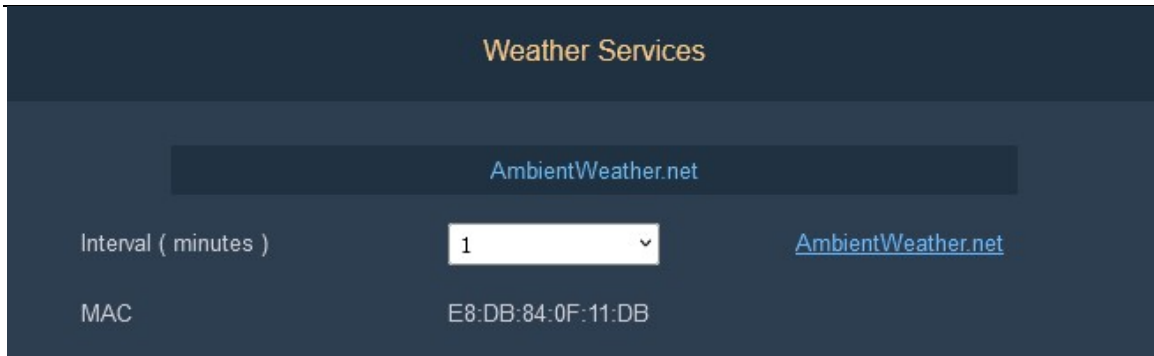 Weather Services
AmbientWeather.net
Interval ( minutes ) 1 AmbientWeather.net
MAC E8:DB:84:0F:11:DB